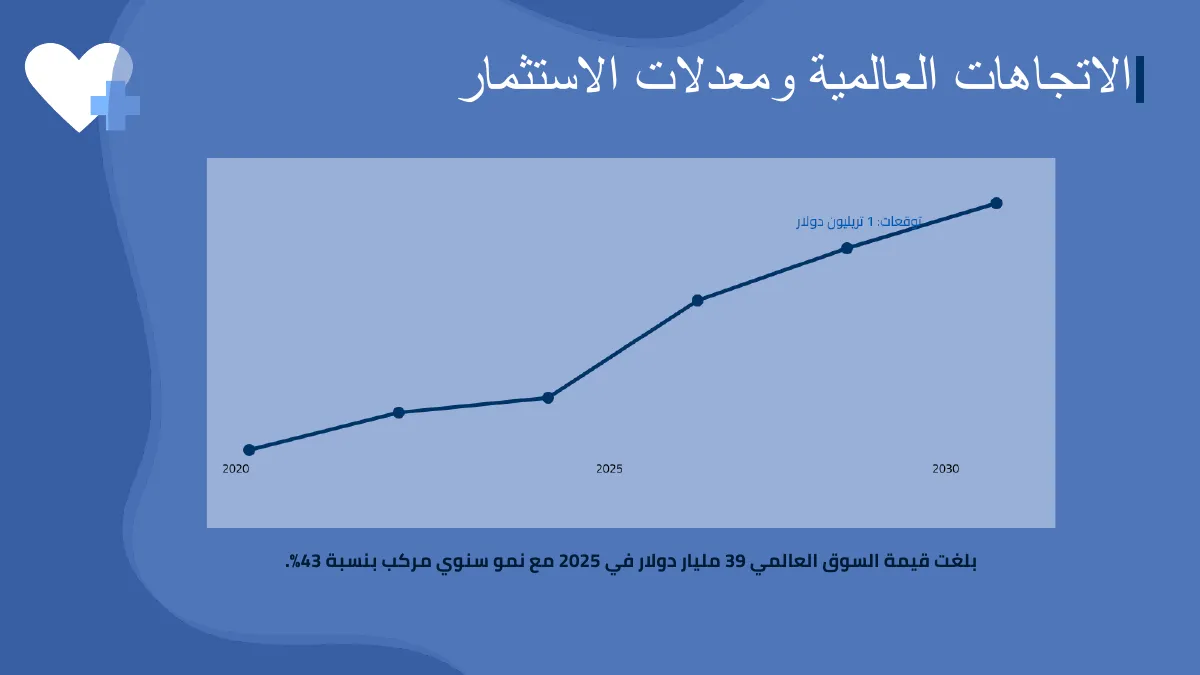 الاتجاهات العالمية ومعدلات الاستثمار
توقعات: 1 تريليون دولار
2020
2025
2030
بلغت قيمة السوق العالمي 39 مليار دولار في 2025 مع نمو سنوي مركب بنسبة 43%.